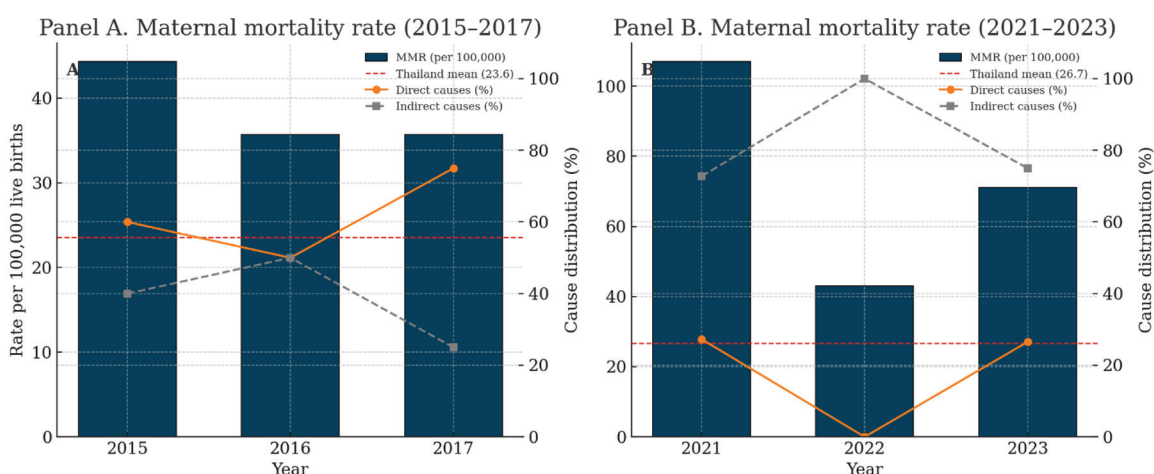 Panel A. Maternal mortality rate (2015–2017)
A
MMR (per 100,000)
Thailand mean (23.6)
Direct causes (%)
Indirect causes (%)
Rate per 100,000 live births
40
30
20
10
0
100
80
60
40
20
0
Cause distribution (%)
2015 2016 2017
Year
Panel B. Maternal mortality rate (2021–2023)
B
MMR (per 100,000)
Thailand mean (26.7)
Direct causes (%)
Indirect causes (%)
100
80
60
40
20
0
100
80
60
40
20
0
Cause distribution (%)
2021 2022 2023
Year